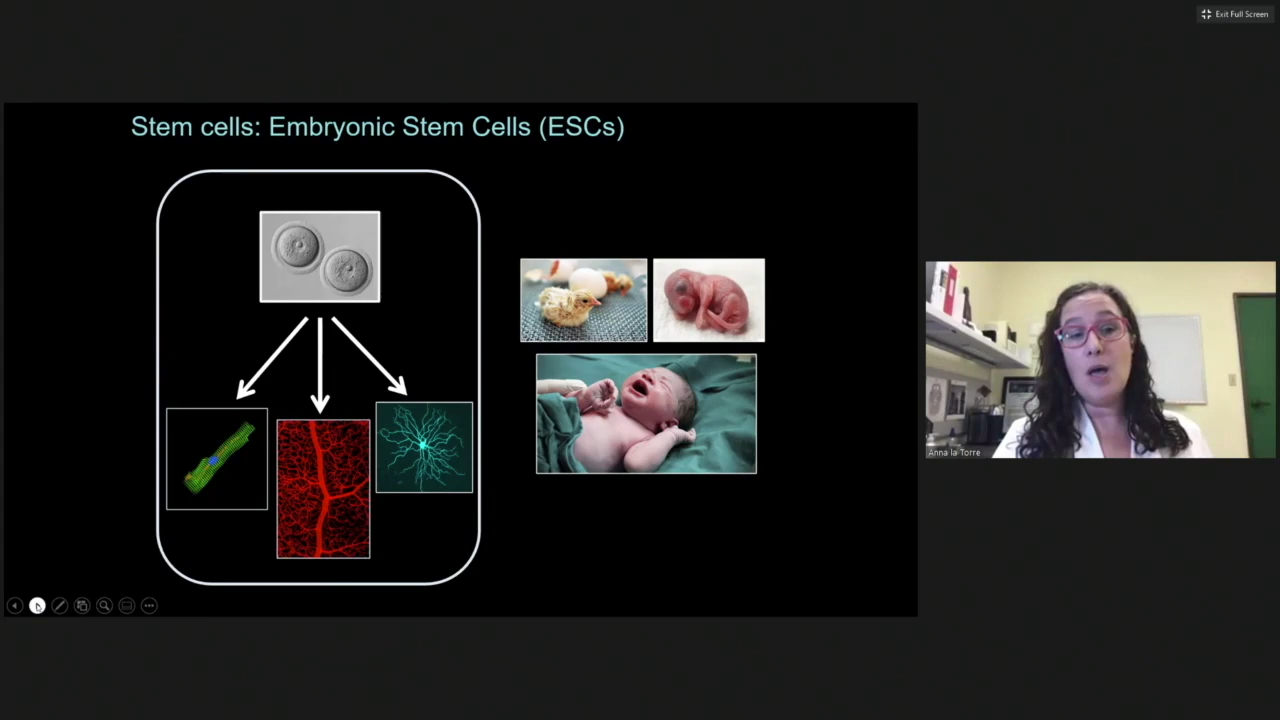 Exit Full Screen
Stem cells: Embryonic Stem Cells (ESCs)
Anna la Torre